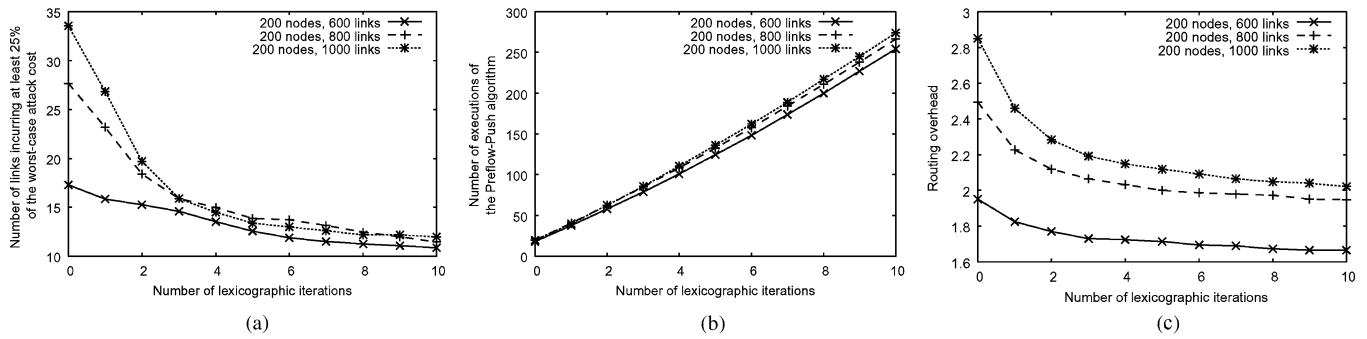 Number of links incurring at least 25%
of the worst-case attack cost
35
30
25
20
15
10
0
2
4
6
8
10
200 nodes, 600 links
200 nodes, 800 links
200 nodes, 1000 links
Number of lexicographic iterations
(a)
Number of executions of
the Preflow-Push algorithm
300
250
200
150
100
50
0
0
2
4
6
8
10
200 nodes, 600 links
200 nodes, 800 links
200 nodes, 1000 links
Number of lexicographic iterations
(b)
Routing overhead
3
2.8
2.6
2.4
2.2
2
1.8
1.6
0
2
4
6
8
10
200 nodes, 600 links
200 nodes, 800 links
200 nodes, 1000 links
Number of lexicographic iterations
(c)